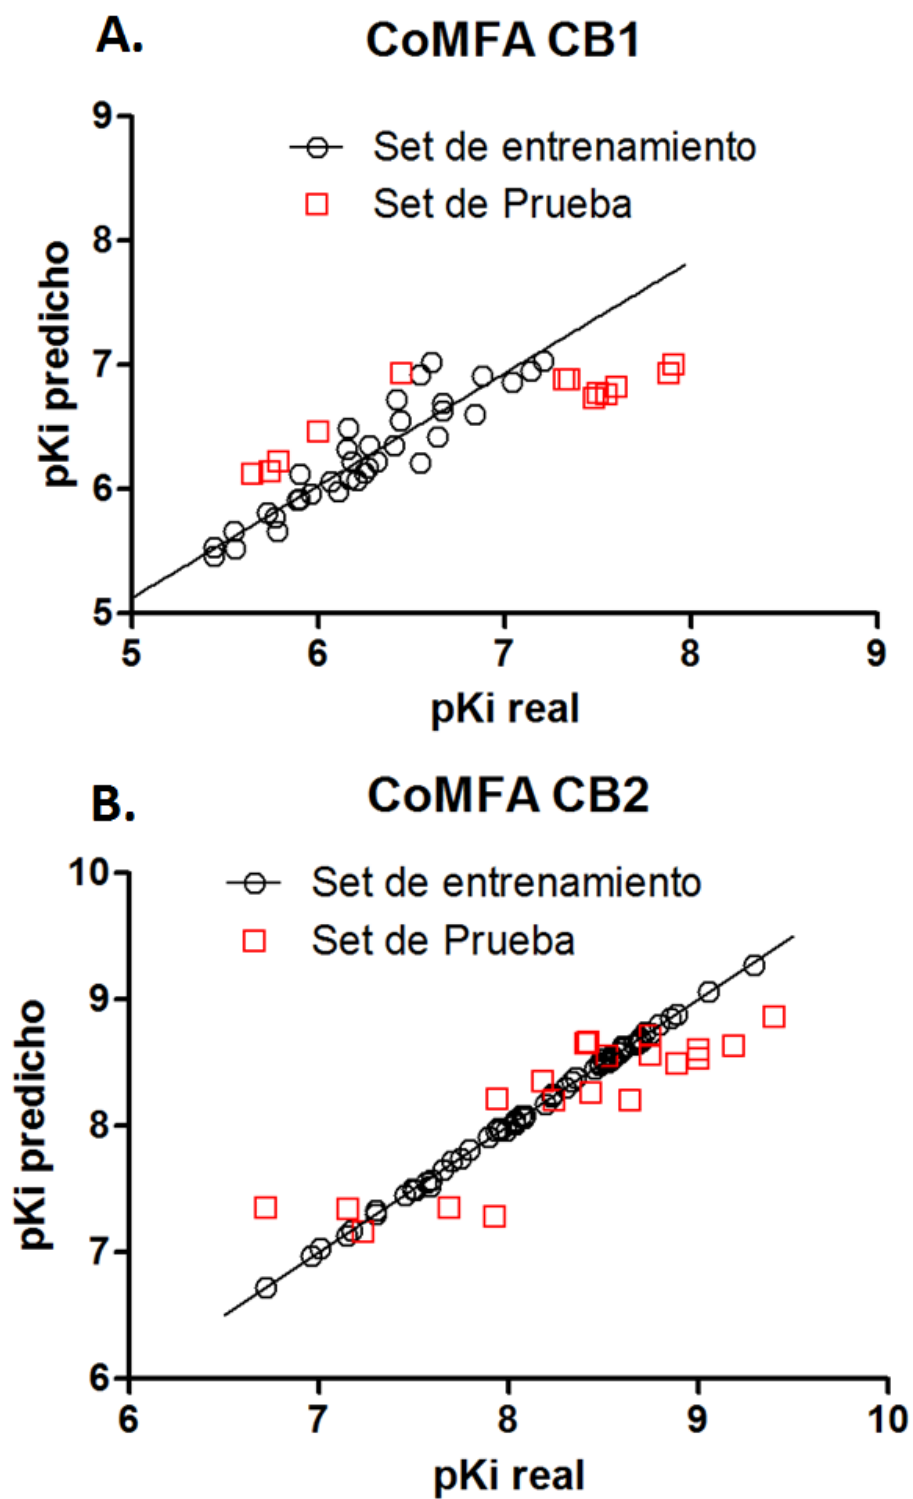 A.
CoMFA CB1
9
Set de entrenamiento
Set de Prueba
8
7
6
5
pKi predicho
5 6 7 8 9
pKi real
B.
CoMFA CB2
10
Set de entrenamiento
Set de Prueba
9
8
7
6
pKi predicho
6 7 8 9 10
pKi real